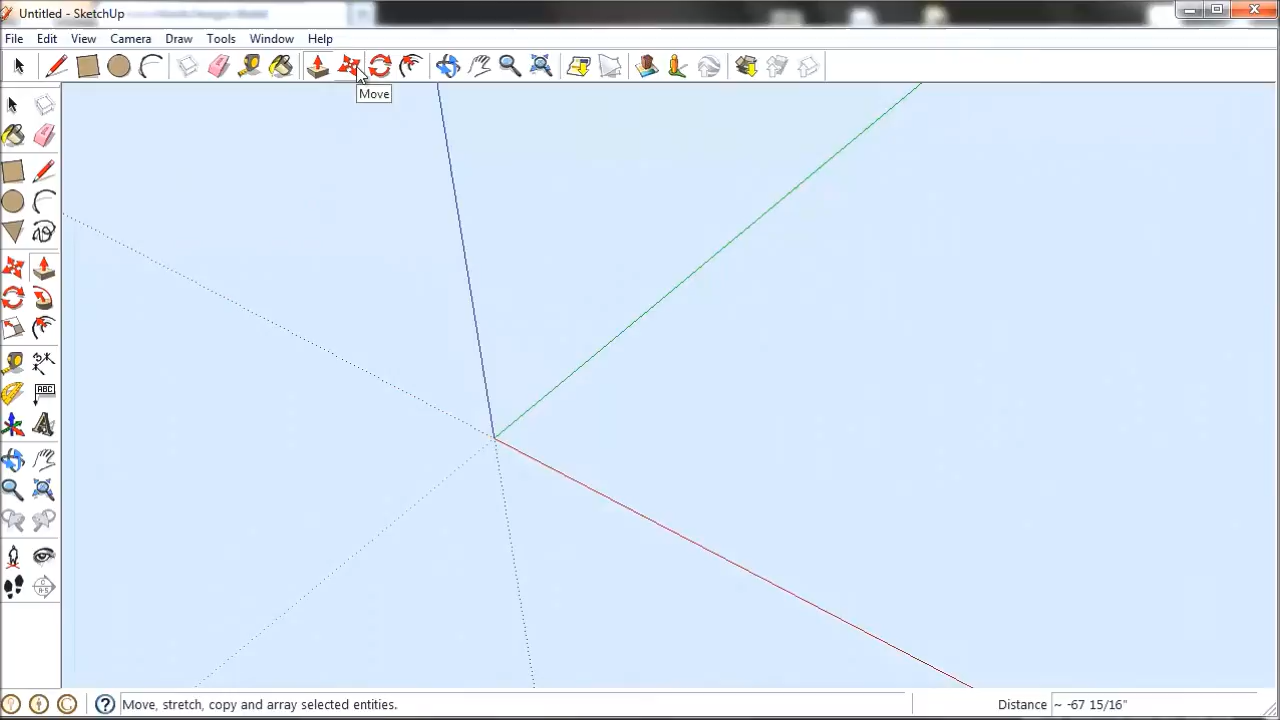 Untitled - SketchUp
File Edit View Camera Draw Tools Window Help
Move
ABC
Move, stretch, copy and array selected entities.
Distance ~ -67 15/16"